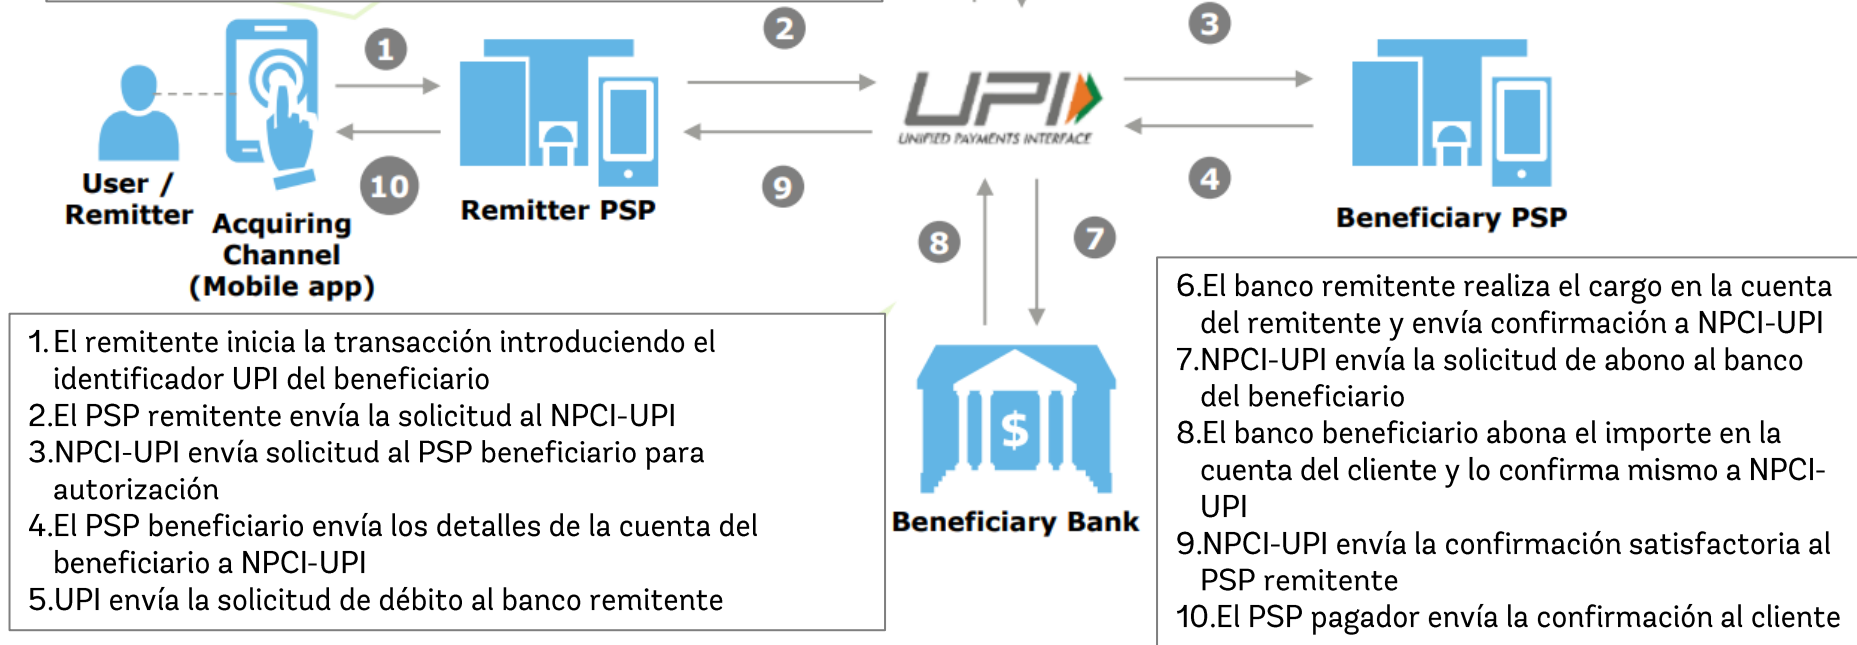 1
2
3
UPI
UNIFIED PAYMENTS INTERFACE
10
9
4
User /
Remitter
Acquiring
Channel
(Mobile app)
Remitter PSP
Beneficiary PSP
8
7
$
Beneficiary Bank
1. El remitente inicia la transacción introduciendo el
identificador UPI del beneficiario
2.El PSP remitente envía la solicitud al NPCI-UPI
3.NPCI-UPI envía solicitud al PSP beneficiario para
autorización
4.El PSP beneficiario envía los detalles de la cuenta del
beneficiario a NPCI-UPI
5.UPI envía la solicitud de débito al banco remitente
6.El banco remitente realiza el cargo en la cuenta
del remitente y envía confirmación a NPCI-UPI
7.NPCI-UPI envía la solicitud de abono al banco
del beneficiario
8.El banco beneficiario abona el importe en la
cuenta del cliente y lo confirma mismo a NPCI-
UPI
9.NPCI-UPI envía la confirmación satisfactoria al
PSP remitente
10.El PSP pagador envía la confirmación al cliente